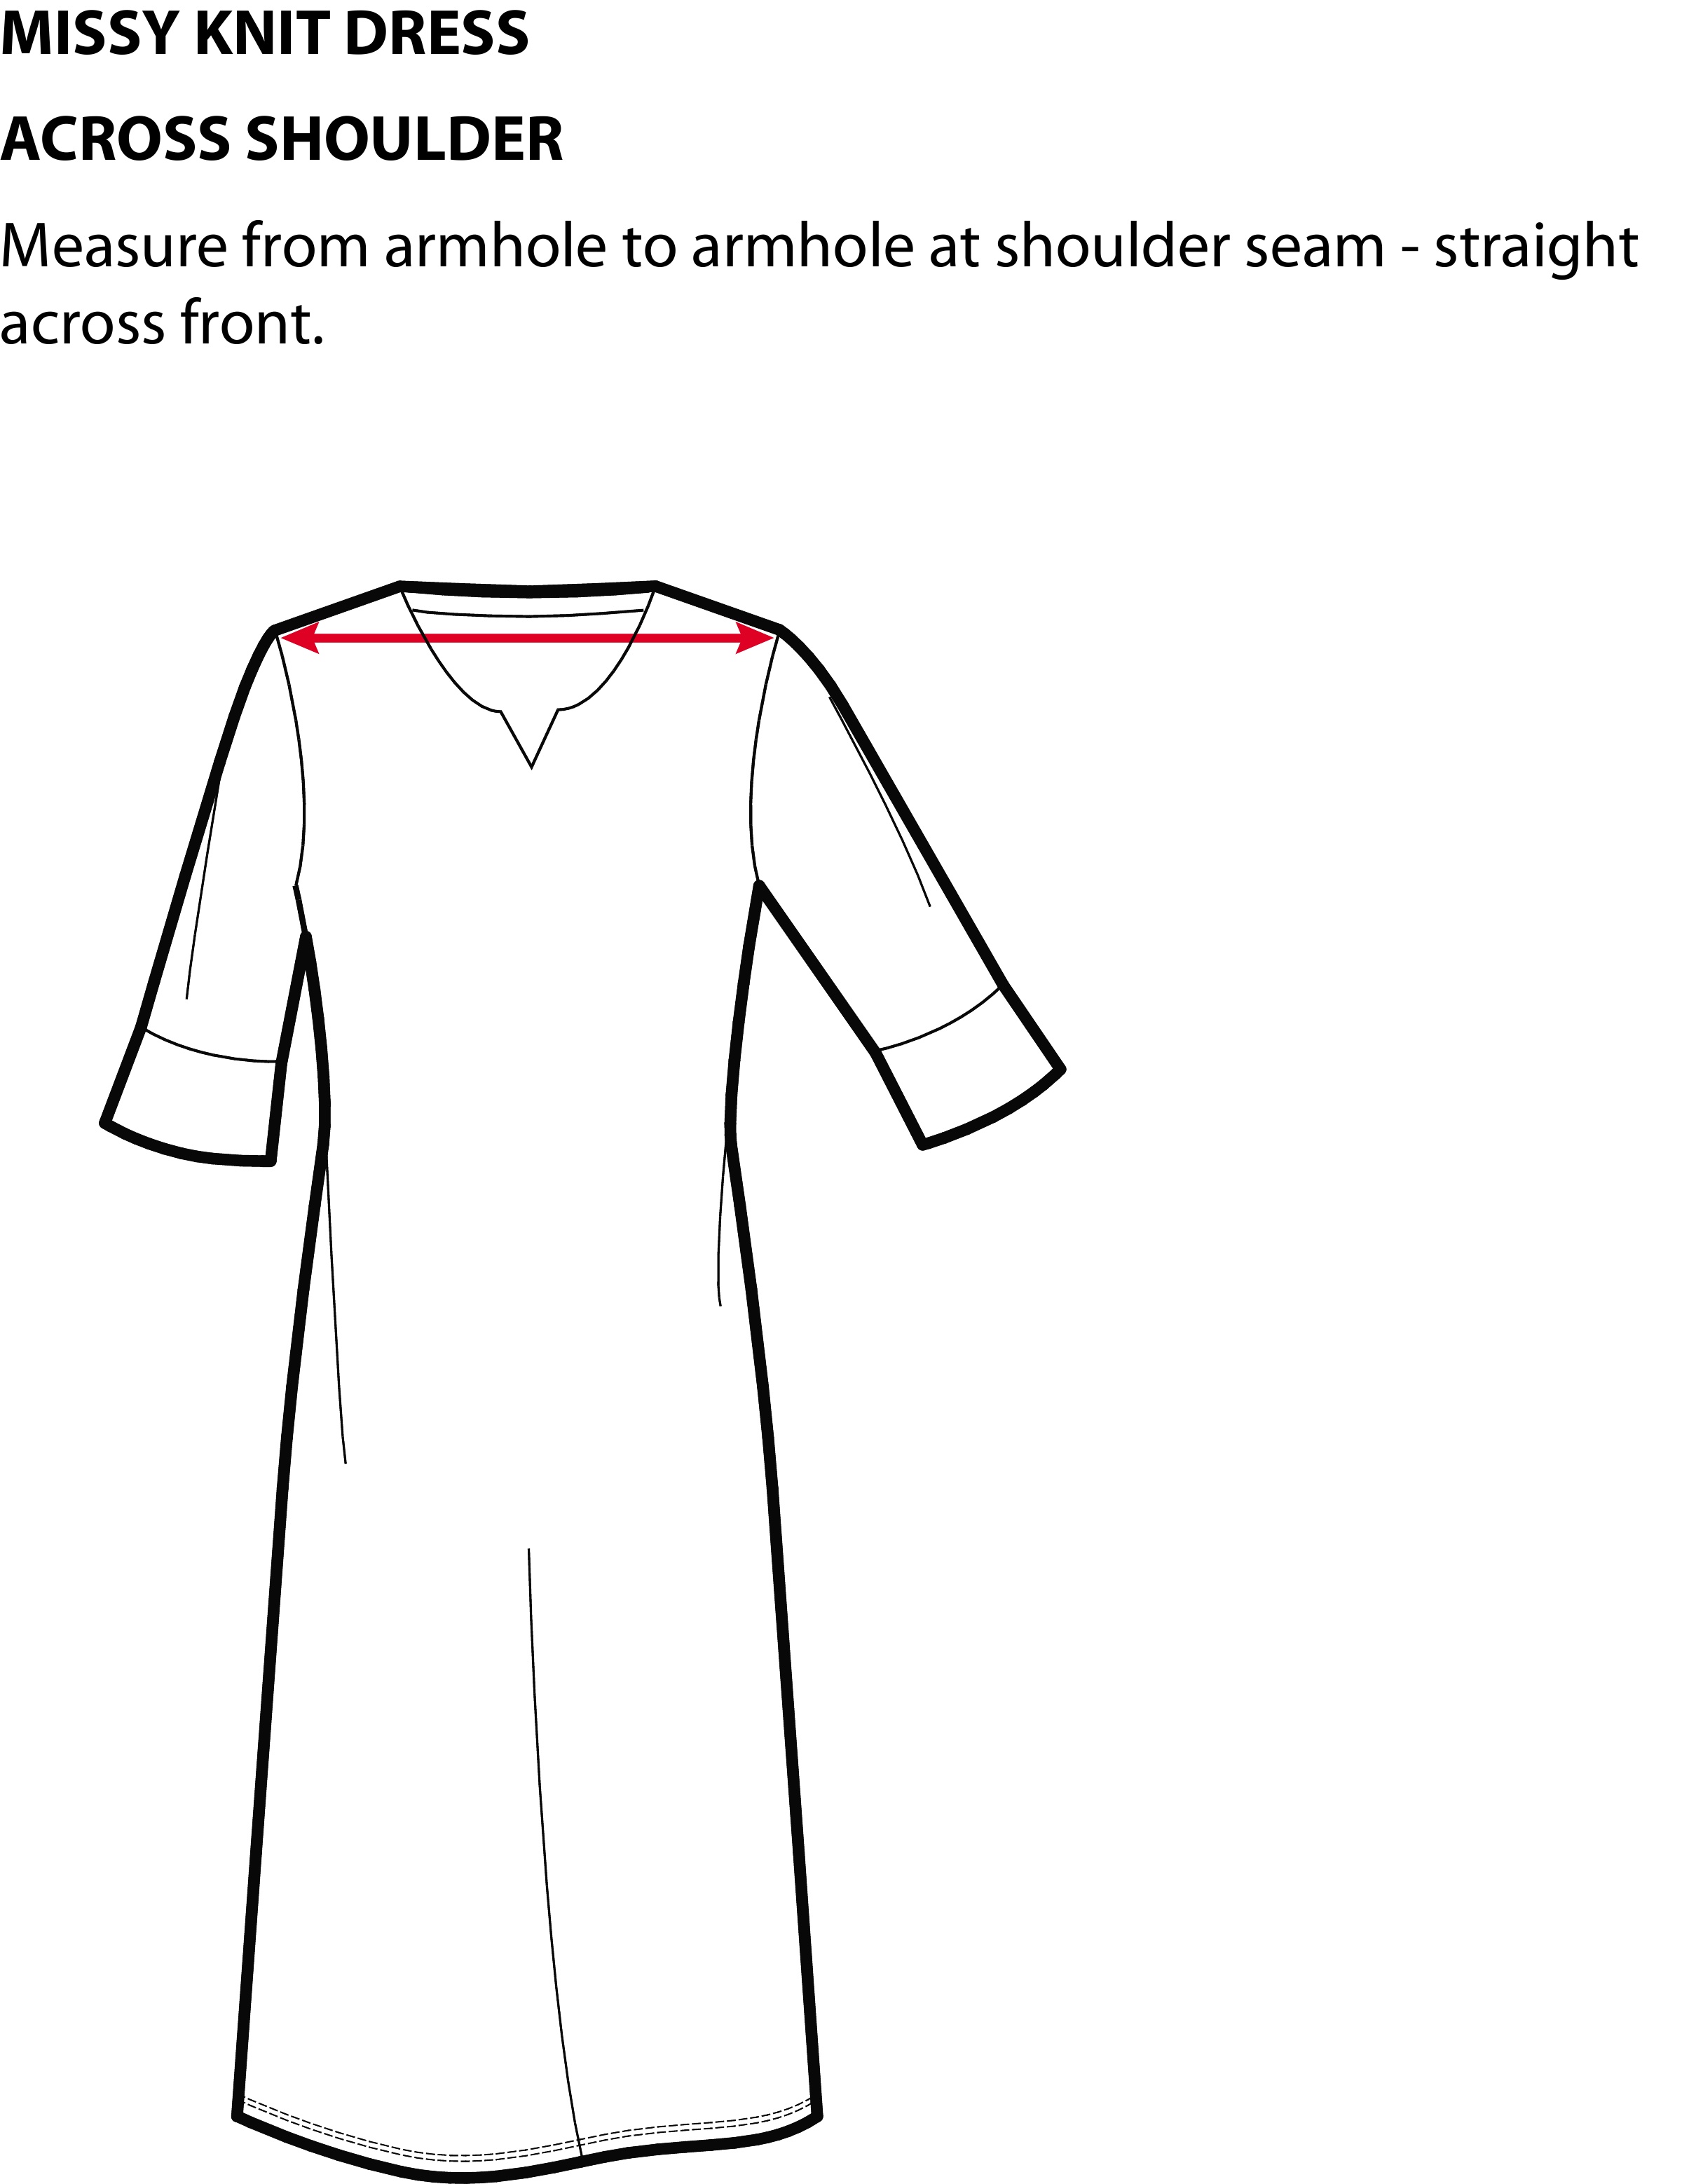 MISSY KNIT DRESS
ACROSS SHOULDER
Measure from armhole to armhole at shoulder seam - straight
across front.